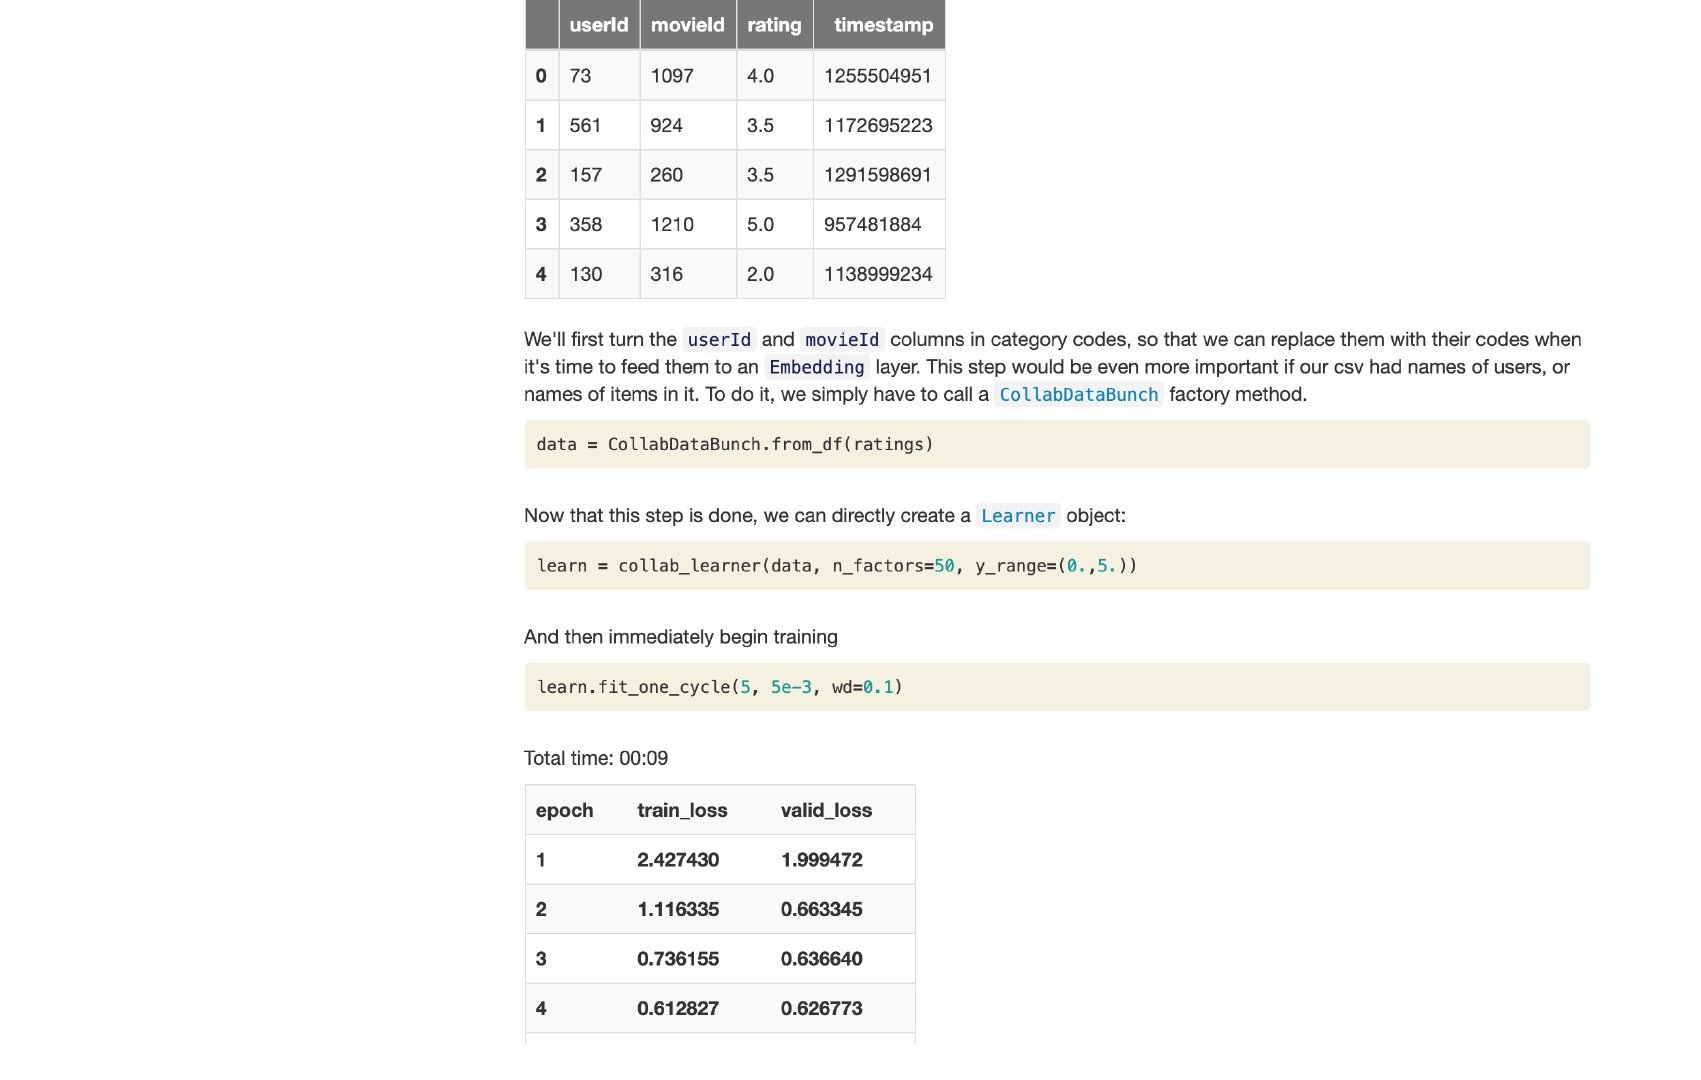 userId movieId rating timestamp
0 73 1097 4.0 1255504951
1 561 924 3.5 1172695223
2 157 260 3.5 1291598691
3 358 1210 5.0 957481884
4 130 316 2.0 1138999234
We'll first turn the userId and movieId columns in category codes, so that we can replace them with their codes when
it's time to feed them to an Embedding layer. This step would be even more important if our csv had names of users, or
names of items in it. To do it, we simply have to call a CollabDataBunch factory method.
data = CollabDataBunch.from_df(ratings)
Now that this step is done, we can directly create a Learner object:
learn = collab_learner(data, n_factors=50, y_range=(0.,5.))
And then immediately begin training
learn.fit_one_cycle(5, 5e-3, wd=0.1)
Total time: 00:09
epoch train_loss valid_loss
1 2.427430 1.999472
2 1.116335 0.663345
3 0.736155 0.636640
4 0.612827 0.626773